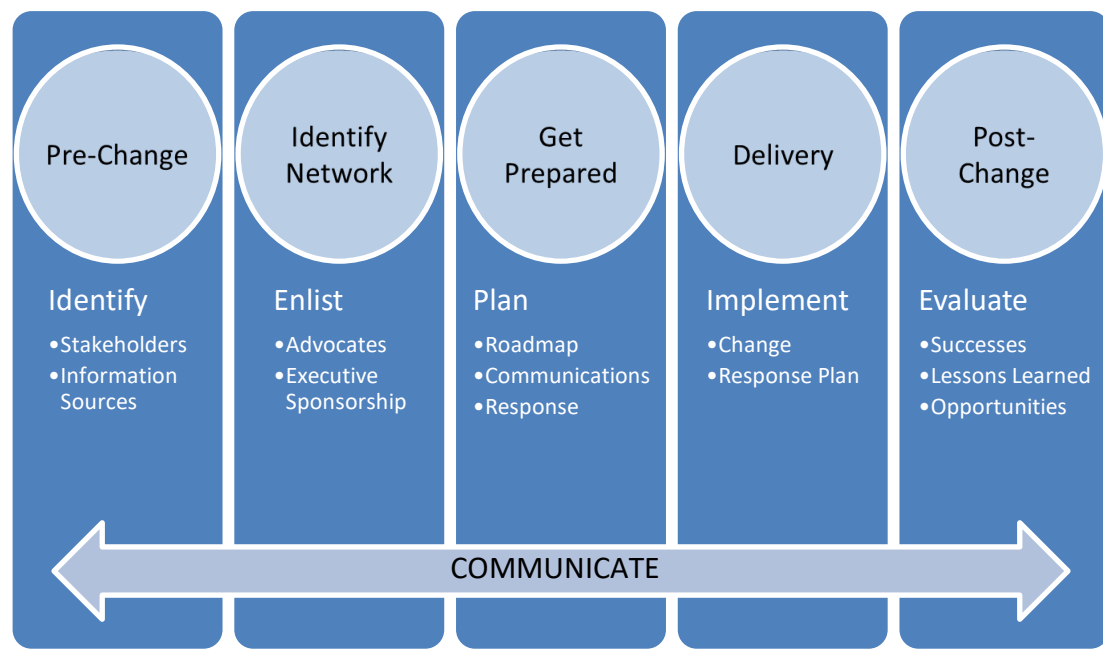 Pre-Change
Identify
•Stakeholders
•Information
Sources
Identify
Network
Enlist
•Advocates
•Executive
Sponsorship
Get
Prepared
Plan
•Roadmap
•Communications
•Response
Delivery
Implement
•Change
•Response Plan
Post-
Change
Evaluate
•Successes
•Lessons Learned
•Opportunities
COMMUNICATE